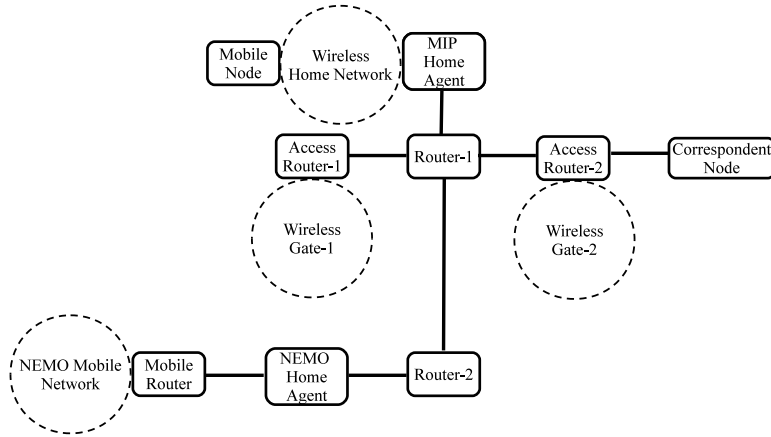 Mobile
Node
Wireless
Home Network
MIP
Home
Agent
Access
Router-1
Router-1
Access
Router-2
Correspondent
Node
Wireless
Gate-1
Wireless
Gate-2
NEMO Mobile
Network
Mobile
Router
NEMO
Home
Agent
Router-2